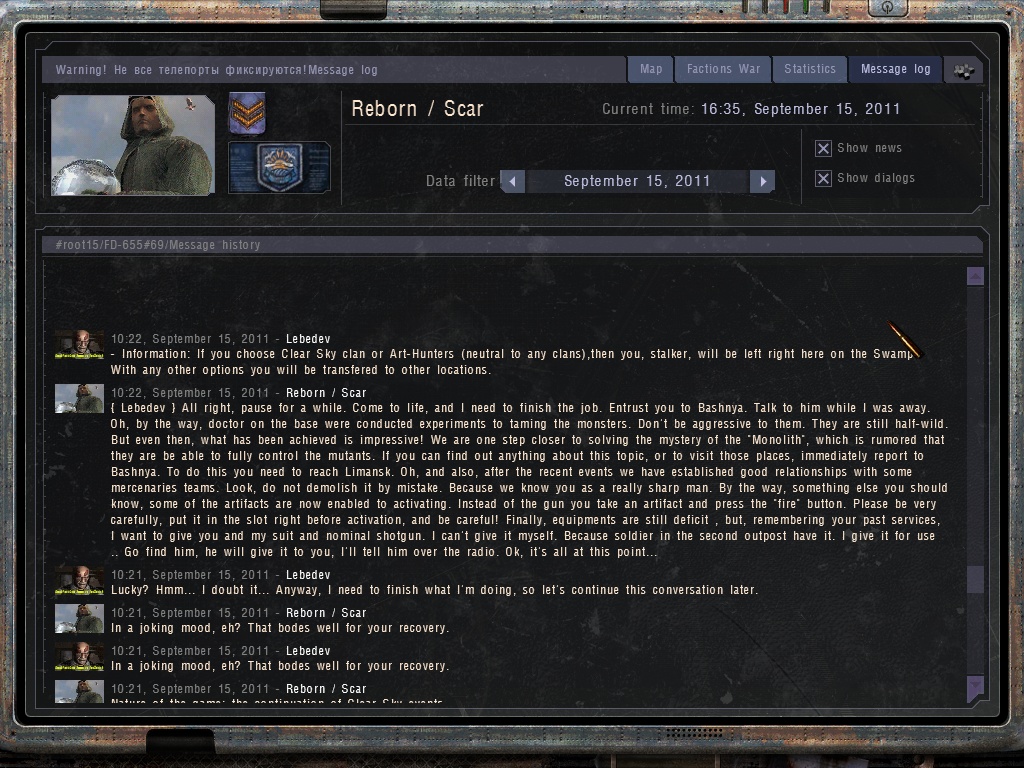 Warning! Не все телепорты фиксируются!Message log
Map
Factions War
Statistics
Message log
Reborn / Scar
Current time: 16:35, September 15, 2011
Data filter
September 15, 2011
Show news
Show dialogs
#root15/FD-655#69/Message history
10:22, September 15, 2011 - Lebedev
- Information: If you choose Clear Sky clan or Art-Hunters (neutral to any clans),then you, stalker, will be left right here on the Swamp
With any other options you will be transfered to other locations.
10:22, September 15, 2011 - Reborn / Scar
{ Lebedev } All right, pause for a while. Come to life, and I need to finish the job. Entrust you to Bashnya. Talk to him while I was away.
Oh, by the way, doctor on the base were conducted experiments to taming the monsters. Don't be aggressive to them. They are still half-wild.
But even then, what has been achieved is impressive! We are one step closer to solving the mystery of the "Monolith", which is rumored that
they are be able to fully control the mutants. If you can find out anything about this topic, or to visit those places, immediately report to
Bashnya. To do this you need to reach Limansk. Oh, and also, after the recent events we have established good relationships with some
mercenaries teams. Look, do not demolish it by mistake. Because we know you as a really sharp man. By the way, something else you should
know, some of the artifacts are now enabled to activating. Instead of the gun you take an artifact and press the "fire" button. Please be very
carefully, put it in the slot right before activation, and be careful! Finally, equipments are still deficit , but, remembering your past services,
I want to give you and my suit and nominal shotgun. I can't give it myself. Because soldier in the second outpost have it. I give it for use
.. Go find him, he will give it to you, I'll tell him over the radio. Ok, it's all at this point...
10:21, September 15, 2011 - Lebedev
Lucky? Hmm... I doubt it... Anyway, I need to finish what I'm doing, so let's continue this conversation later.
10:21, September 15, 2011 - Reborn / Scar
In a joking mood, eh? That bodes well for your recovery.
10:21, September 15, 2011 - Lebedev
In a joking mood, eh? That bodes well for your recovery.
10:21, September 15, 2011 - Reborn / Scar
Nature of the game: the continuation of Clear Sky events